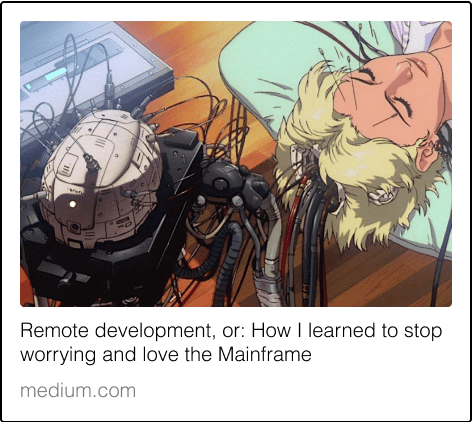 Remote development, or: How I learned to stop
worrying and love the Mainframe
medium.com